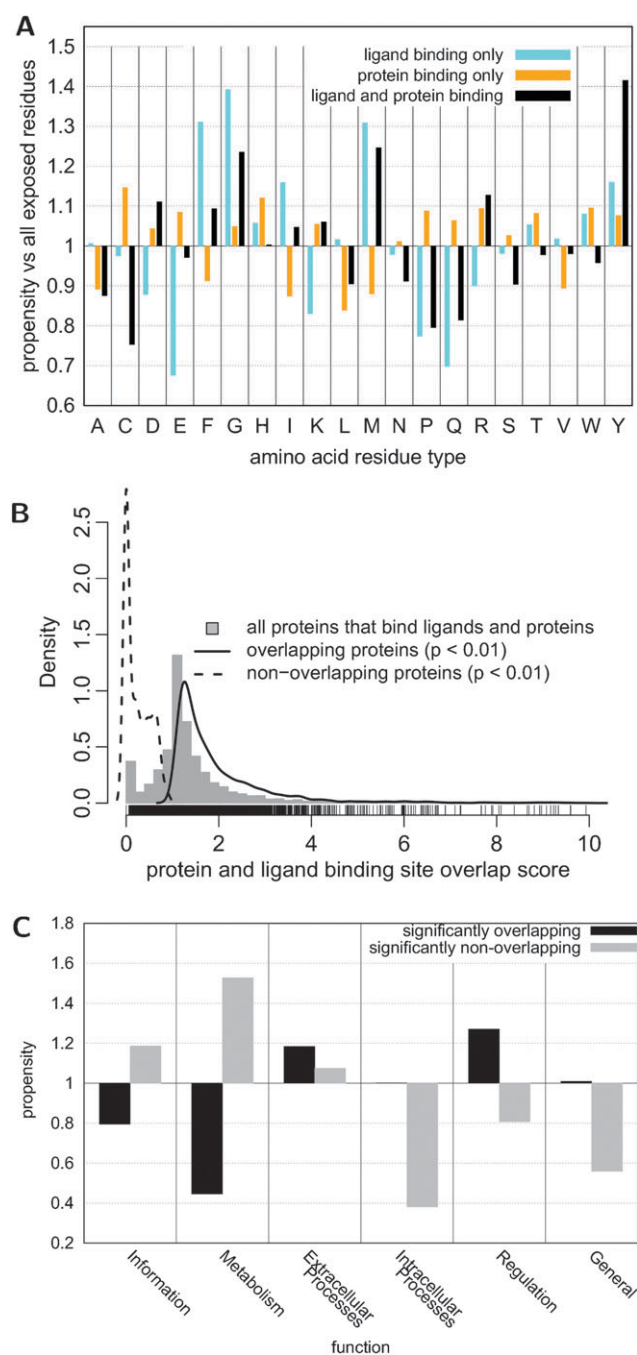 A
propensity vs all exposed residues
1.5
1.4
1.3
1.2
1.1
1
0.9
0.8
0.7
0.6
ligand binding only
protein binding only
ligand and protein binding
A C D E F G H I K L M N P Q R S T V W Y
amino acid residue type
B
Density
2.5
2.0
1.5
1.0
0.5
0.0
all proteins that bind ligands and proteins
overlapping proteins (p < 0.01)
non−overlapping proteins (p < 0.01)
0 2 4 6 8 10
protein and ligand binding site overlap score
C
propensity
1.8
1.6
1.4
1.2
1
0.8
0.6
0.4
0.2
significantly overlapping
significantly non-overlapping
Information
Metabolism
Extracellular
Processes
Intracellular
Processes
Regulation
General
function